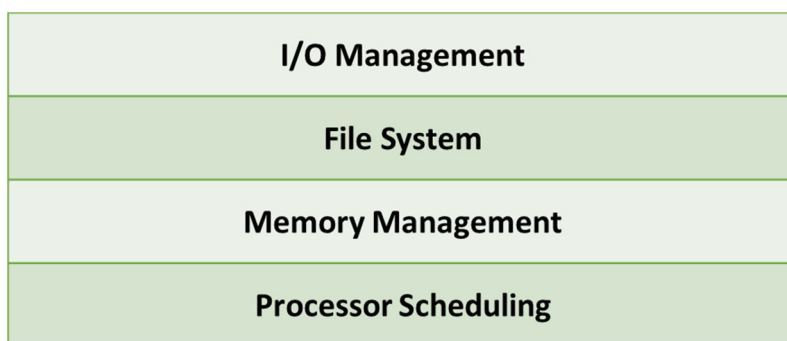 I/O Management
File System
Memory Management
Processor Scheduling